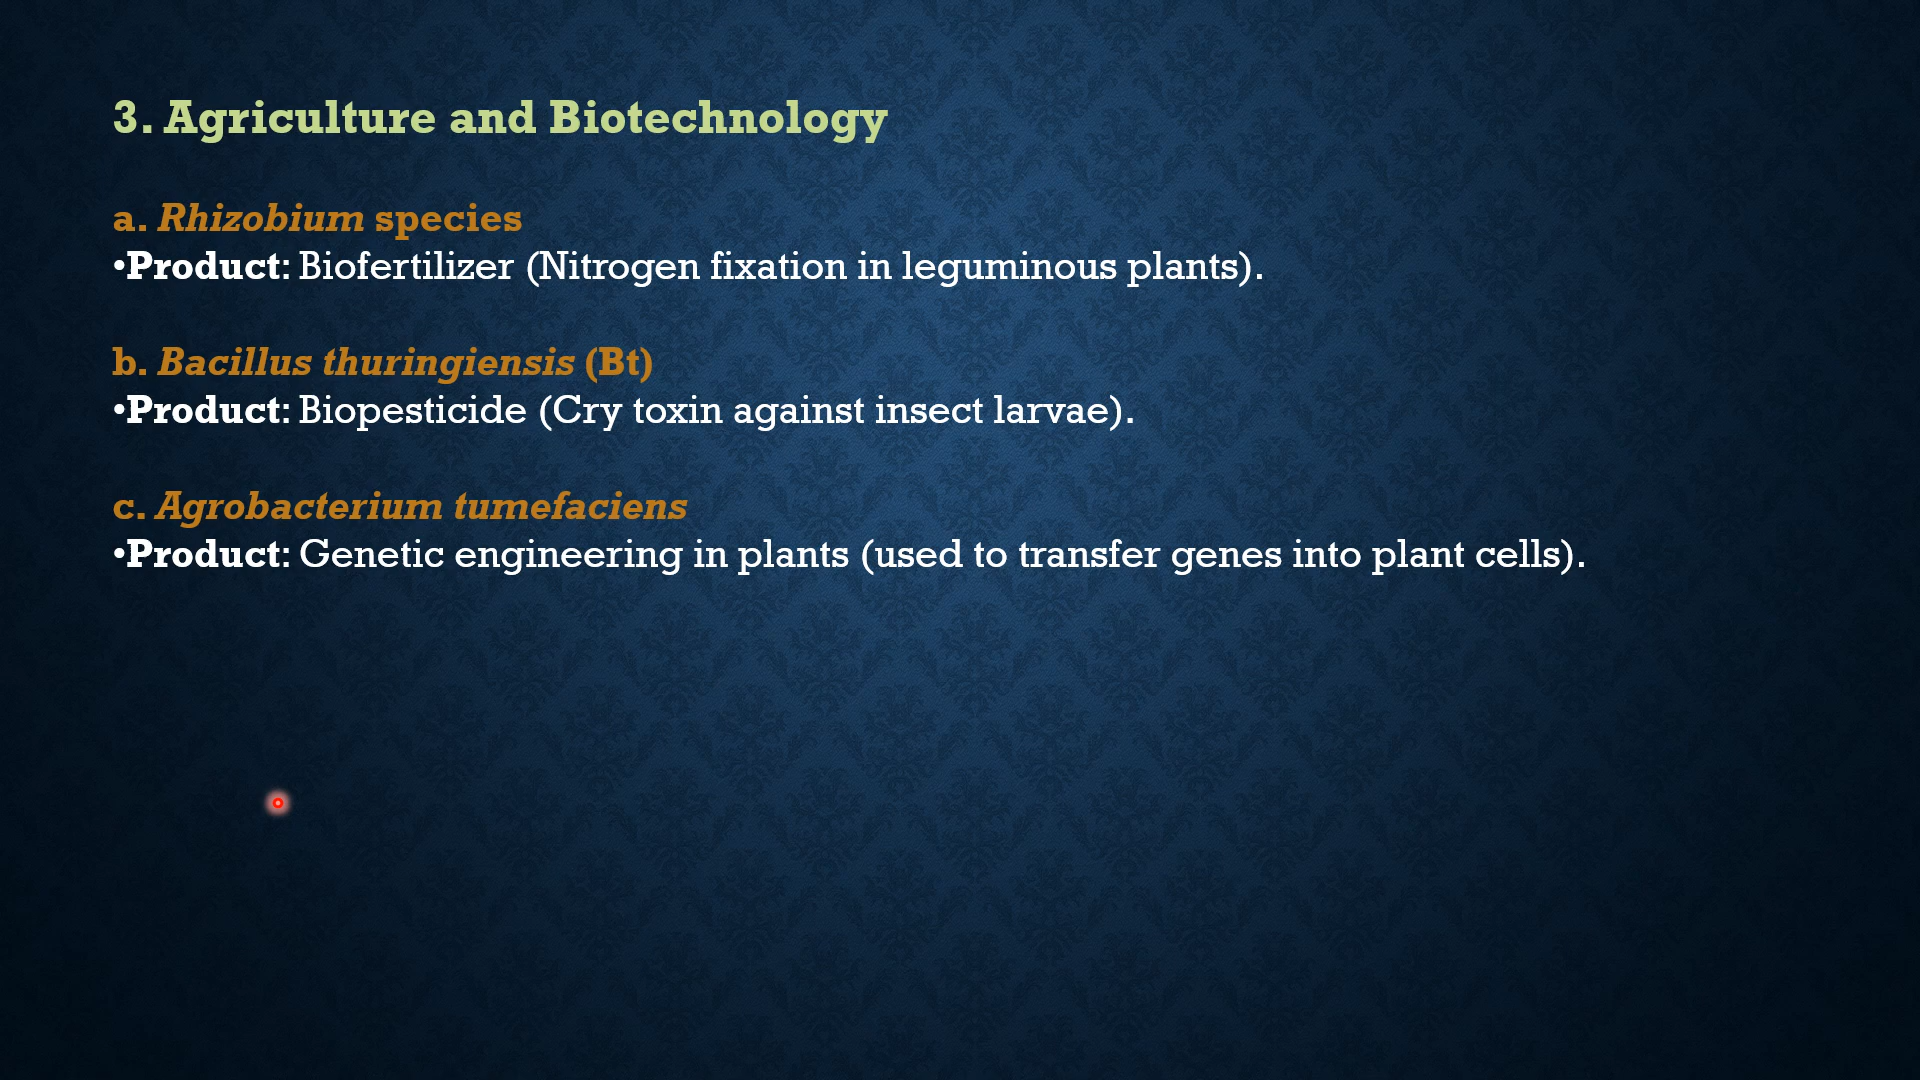 3. Agriculture and Biotechnology
a. Rhizobium species
•Product: Biofertilizer (Nitrogen fixation in leguminous plants).
b. Bacillus thuringiensis (Bt)
•Product: Biopesticide (Cry toxin against insect larvae).
c. Agrobacterium tumefaciens
•Product: Genetic engineering in plants (used to transfer genes into plant cells).